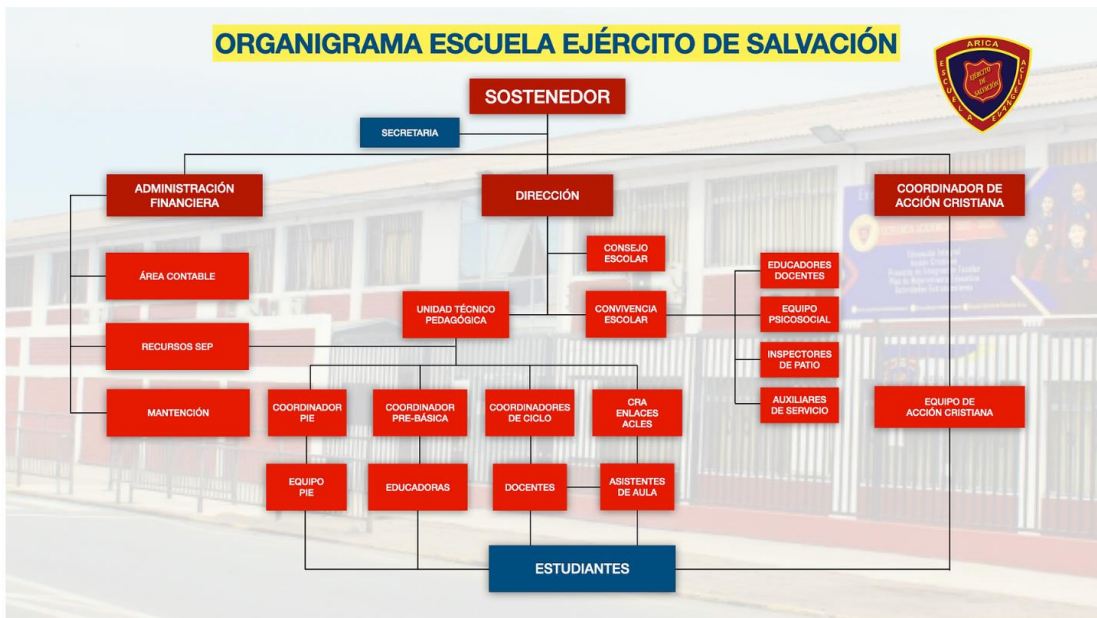 ORGANIGRAMA ESCUELA EJÉRCITO DE SALVACIÓN
ARICA
ESCUELA
EVANGÉLICA
EJÉRCITO
DE
SALVACIÓN
SOSTENEDOR
SECRETARIA
ADMINISTRACIÓN
FINANCIERA
DIRECCIÓN
COORDINADOR DE
ACCIÓN CRISTIANA
CONSEJO
ESCOLAR
EDUCADORES
DOCENTES
ÁREA CONTABLE
UNIDAD TÉCNICO
PEDAGÓGICA
CONVIVENCIA
ESCOLAR
EQUIPO
PSICOSOCIAL
RECURSOS SEP
INSPECTORES
DE PATIO
MANTENCIÓN
COORDINADOR
PIE
COORDINADOR
PRE-BÁSICA
COORDINADORES
DE CICLO
CRA
ENLACES
ACLES
AUXILIARES
DE SERVICIO
EQUIPO DE
ACCIÓN CRISTIANA
EQUIPO
PIE
EDUCADORAS
DOCENTES
ASISTENTES
DE AULA
ESTUDIANTES